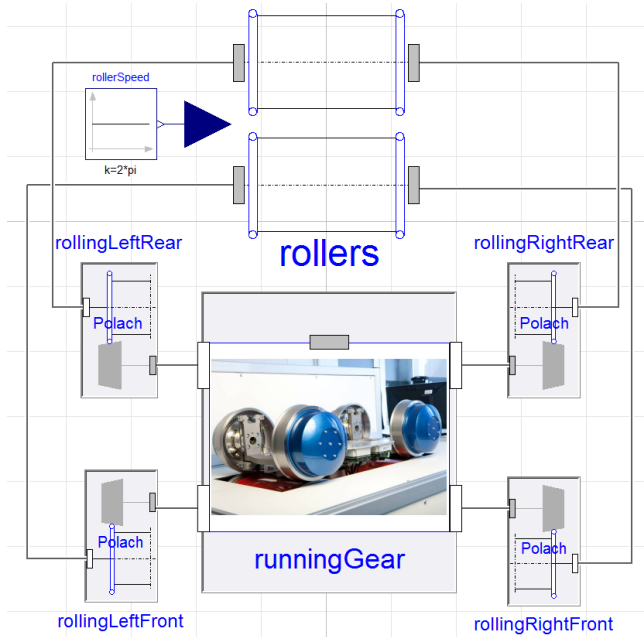 rollerSpeed
k=2*pi
rollers
rollingLeftRear
rollingRightRear
Polach
Polach
runningGear
Polach
Polach
rollingLeftFront
rollingRightFront